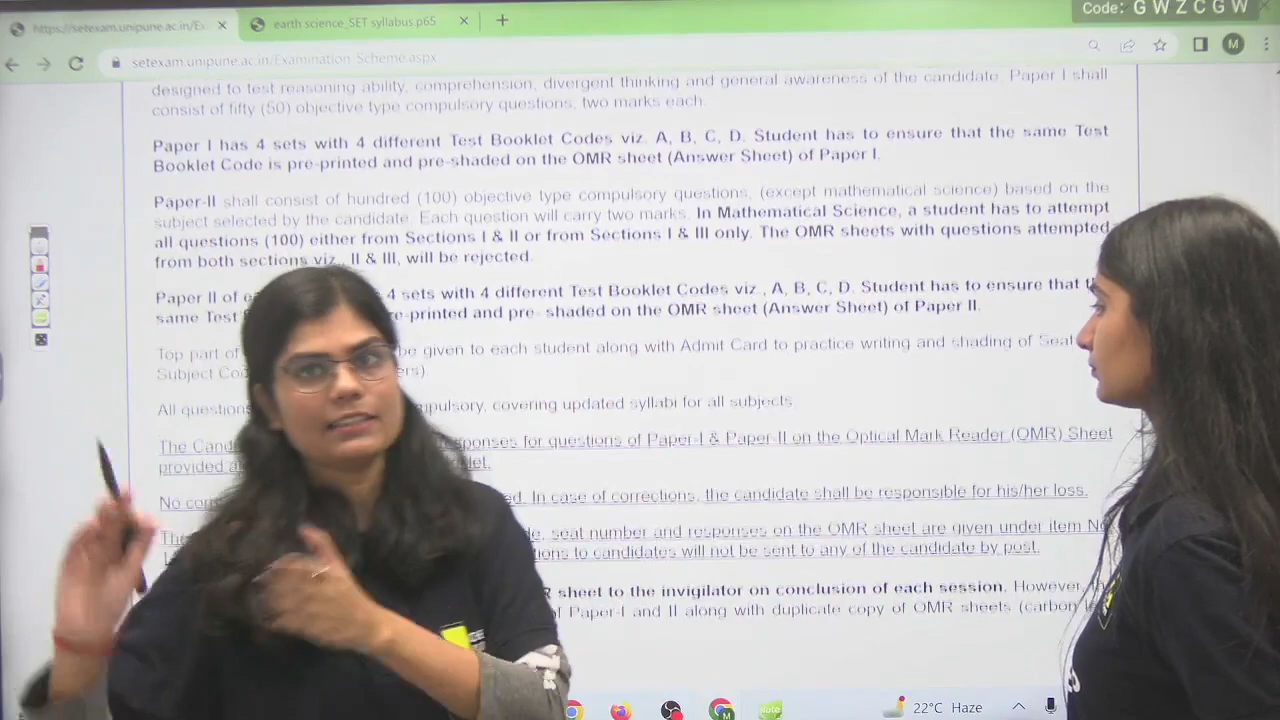 Code: G W Z C G W
https://setexam.unipune.ac.in/Ex
earth science_SET syllabus.p65
setexam.unipune.ac.in/Examination_Scheme.aspx
M
designed to test reasoning ability, comprehension, divergent thinking and general awareness of the candidate. Paper I shall
consist of fifty (50) objective type compulsory questions, two marks each.
Paper I has 4 sets with 4 different Test Booklet Codes viz. A, B, C, D. Student has to ensure that the same Test
Booklet Code is pre-printed and pre-shaded on the OMR sheet (Answer Sheet) of Paper I.
Paper-II shall consist of hundred (100) objective type compulsory questions, (except mathematical science) based on the
subject selected by the candidate. Each question will carry two marks. In Mathematical Science, a student has to attempt
all questions (100) either from Sections I & II or from Sections I & III only. The OMR sheets with questions attempted
from both sections viz., II & III, will be rejected.
Paper II of 4 sets with 4 different Test Booklet Codes viz., A, B, C, D. Student has to ensure that
same Test e-printed and pre- shaded on the OMR sheet (Answer Sheet) of Paper II.
Top part of be given to each student along with Admit Card to practice writing and shading of Seat
Subject
All questions mpulsory, covering updated syllabi for all subjects.
The esponses for questions of Paper-I & Paper-II on the Optical Mark Reader (OMR) Sheet
provided
No d. In case of corrections, the candidate shall be responsible for his/her loss.
seat number and responses on the OMR sheet are given under item No
tions to candidates will not be sent to any of the candidate by post.
sheet to the invigilator on conclusion of each session. However,
of Paper-I and II along with duplicate copy of OMR sheets (carbon
22°C Haze